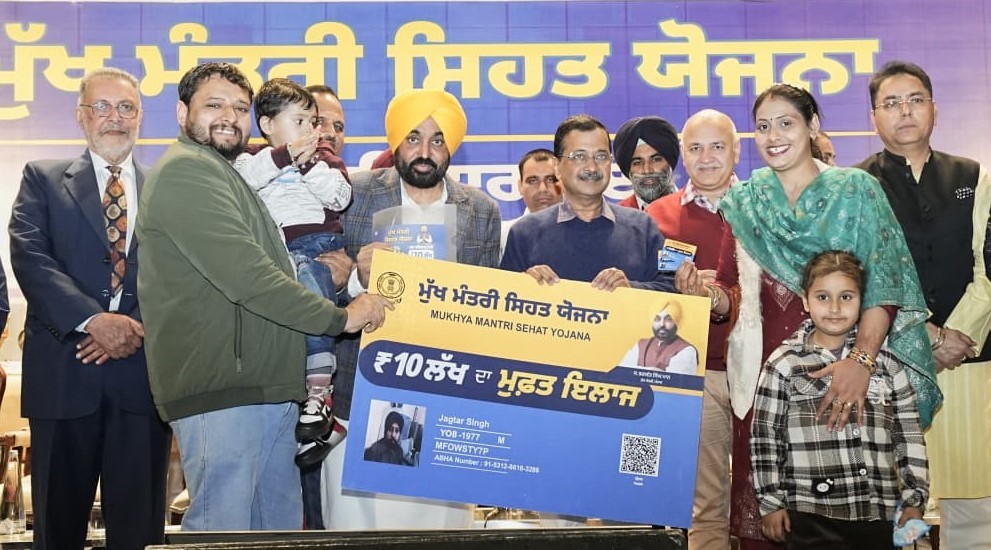 ਮੁੱਖ ਮੰਤਰੀ ਸਿਹਤ ਯੋਜਨਾ
ਮੁੱਖ ਮੰਤਰੀ ਸਿਹਤ ਯੋਜਨਾ
MUKHYA MANTRI SEHAT YOJANA
₹10 ਲੱਖ ਦਾ ਮੁਫ਼ਤ ਇਲਾਜ
Jagtar Singh
YOB -1977 M
MFOWSTY7P
ABHA Number : 91-5312-6616-3286